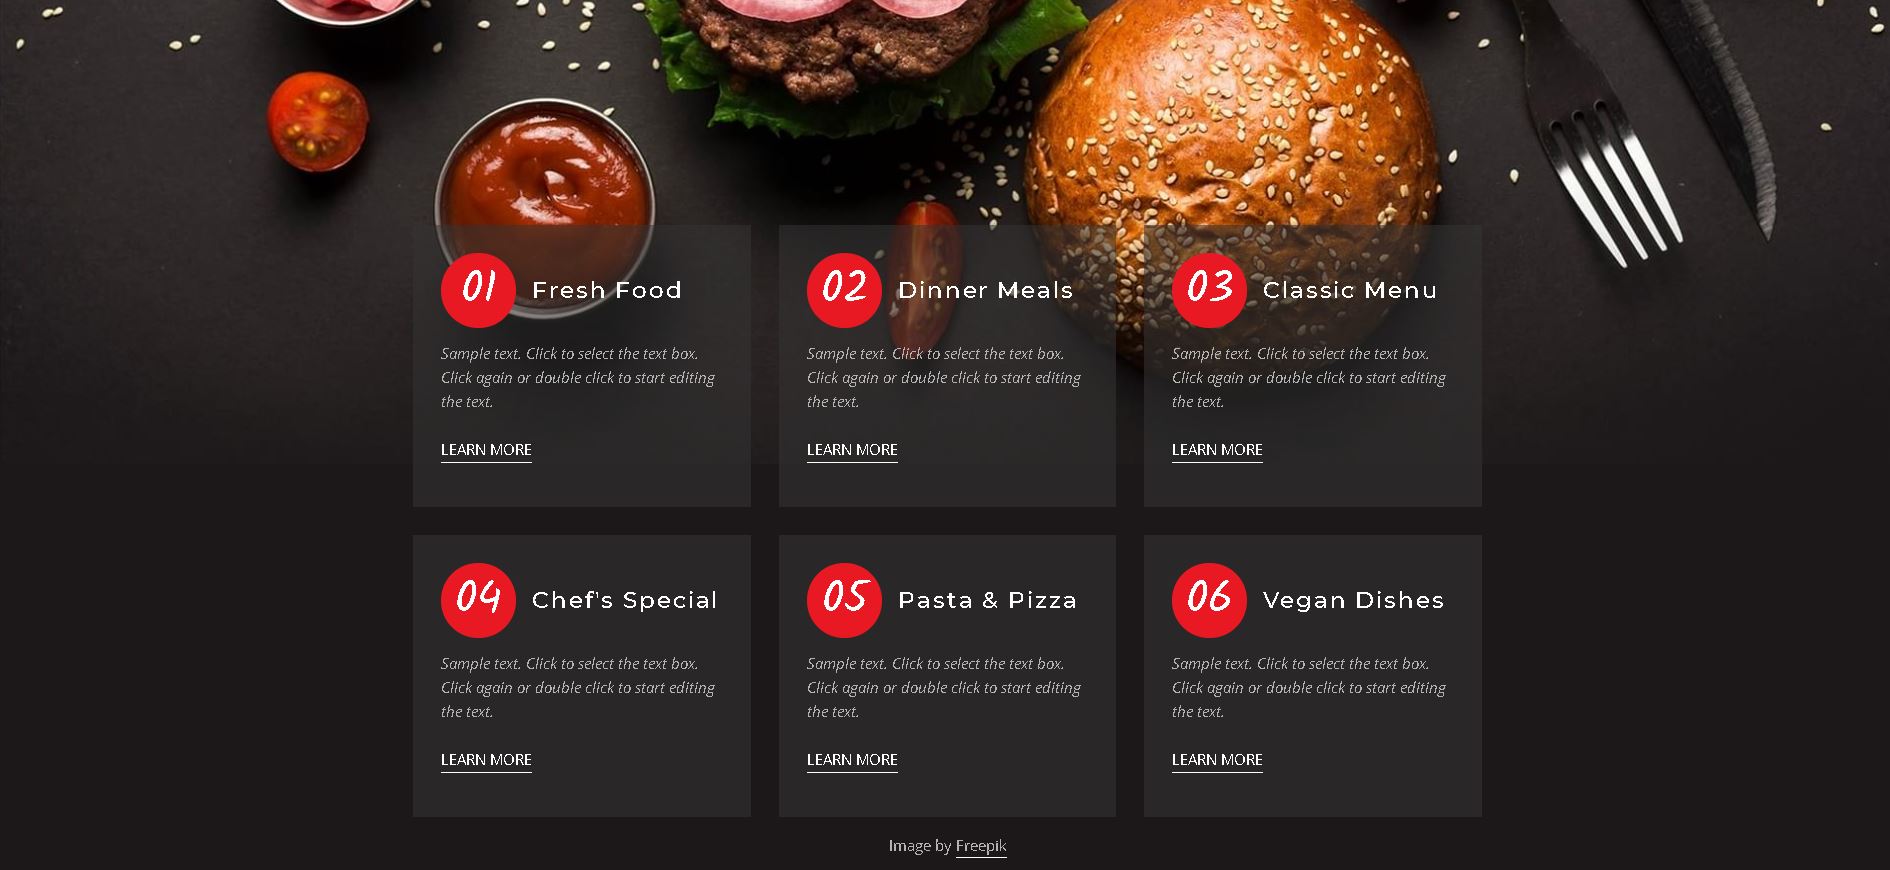 01 Fresh Food
Sample text. Click to select the text box.
Click again or double click to start editing
the text.
LEARN MORE
02 Dinner Meals
Sample text. Click to select the text box.
Click again or double click to start editing
the text.
LEARN MORE
03 Classic Menu
Sample text. Click to select the text box.
Click again or double click to start editing
the text.
LEARN MORE
04 Chef's Special
Sample text. Click to select the text box.
Click again or double click to start editing
the text.
LEARN MORE
05 Pasta & Pizza
Sample text. Click to select the text box.
Click again or double click to start editing
the text.
LEARN MORE
06 Vegan Dishes
Sample text. Click to select the text box.
Click again or double click to start editing
the text.
LEARN MORE
Image by Freepik